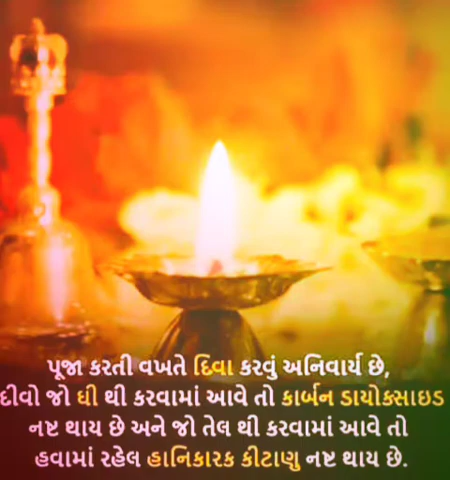 પૂજા કરતી વખતે દિવા કરવું અનિવાર્ય છે,
દીવો જો ઘી થી કરવામાં આવે તો કાર્બન ડાયોક્સાઇડ
નષ્ટ થાય છે અને જો તેલ થી કરવામાં આવે તો
હવામાં રહેલ હાનિકારક કીટાણુ નષ્ટ થાય છે.